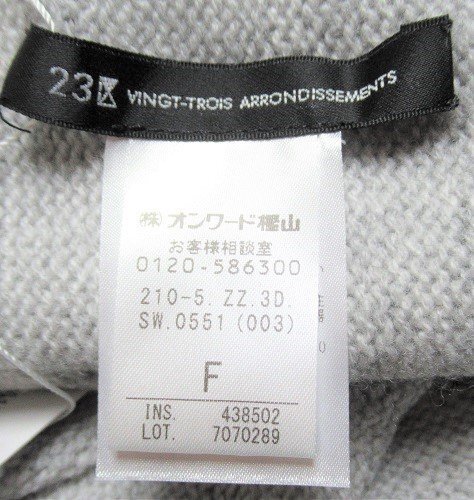 23区 VINGT-TROIS ARRONDISSEMENTS
(株)オンワード樫山
お客様相談室
0120-586300
210-5. ZZ. 3D.
SW. 0551 (003)
F
INS. 438502
LOT. 7070289